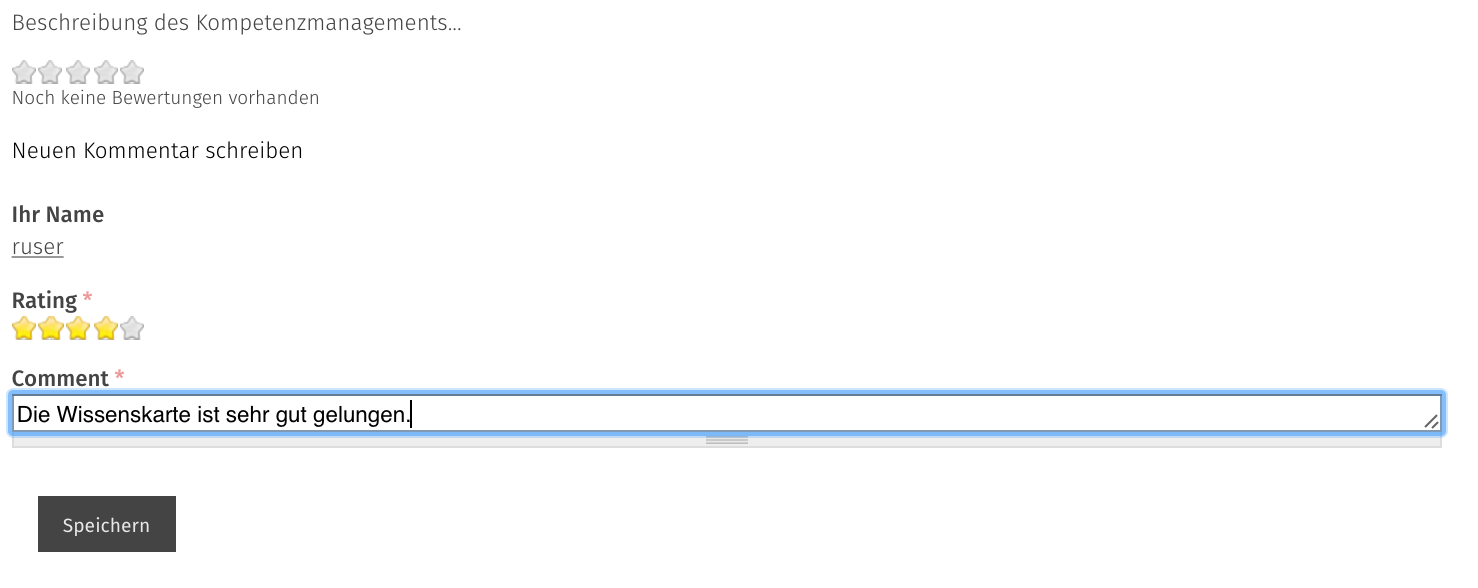 Beschreibung des Kompetenzmanagements...
Noch keine Bewertungen vorhanden
Neuen Kommentar schreiben
Ihr Name
ruser
Rating *
Comment *
Die Wissenskarte ist sehr gut gelungen.
Speichern